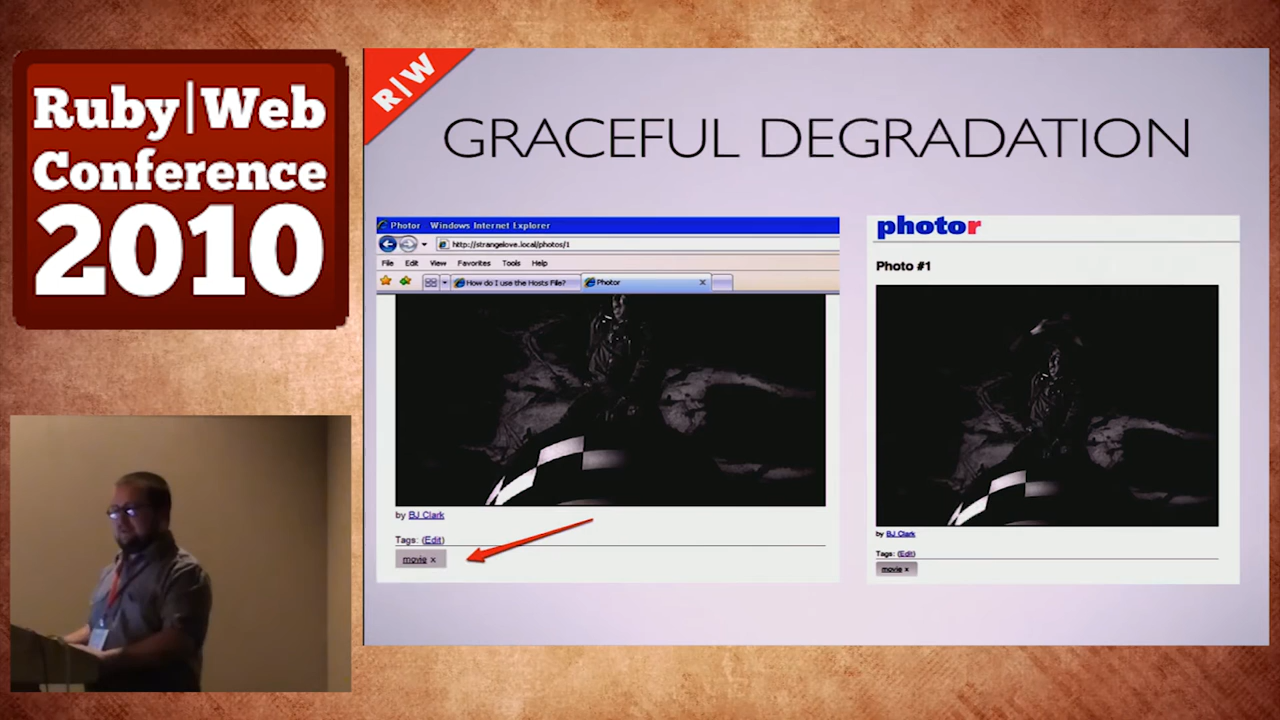 Ruby|Web
Conference
2010
R|W
GRACEFUL DEGRADATION
Photor Windows Internet Explorer
http://strangelove.local/photos/1
File Edit View Favorites Tools Help
How do I use the Hosts File?
Photor
x
by BJ Clark
Tags: (Edit)
movie x
photor
Photo #1
by BJ Clark
Tags: (Edit)
movie x